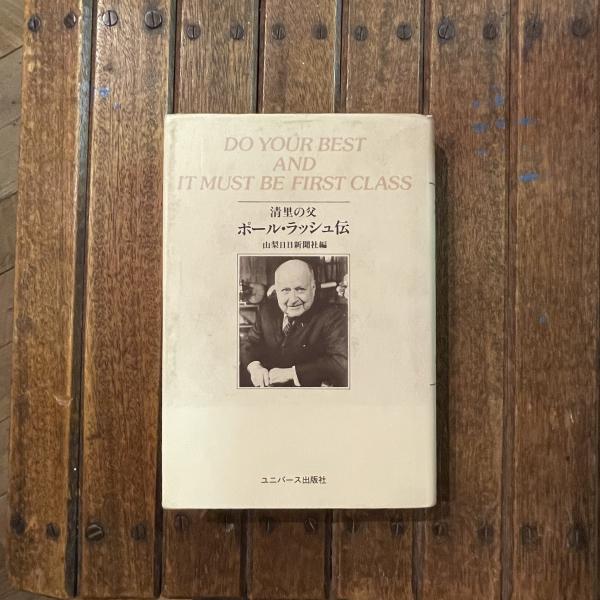 DO YOUR BEST
AND
IT MUST BE FIRST CLASS
清里の父
ポール・ラッシュ伝
山梨日日新聞社編
ユニバース出版社